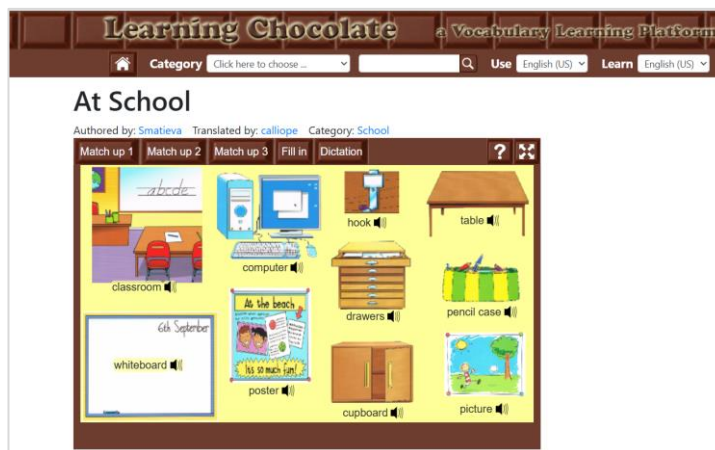 Learning Chocolate
a Vocabulary Learning Platform
Category Click here to choose ... Use English (US) Learn English (US)
At School
Authored by: Smatieva Translated by: calliope Category: School
Match up 1 Match up 2 Match up 3 Fill in Dictation ?
abcde
classroom
computer
hook
table
drawers
pencil case
6th September
whiteboard
At the beach
Its so much fun!
poster
cupboard
picture